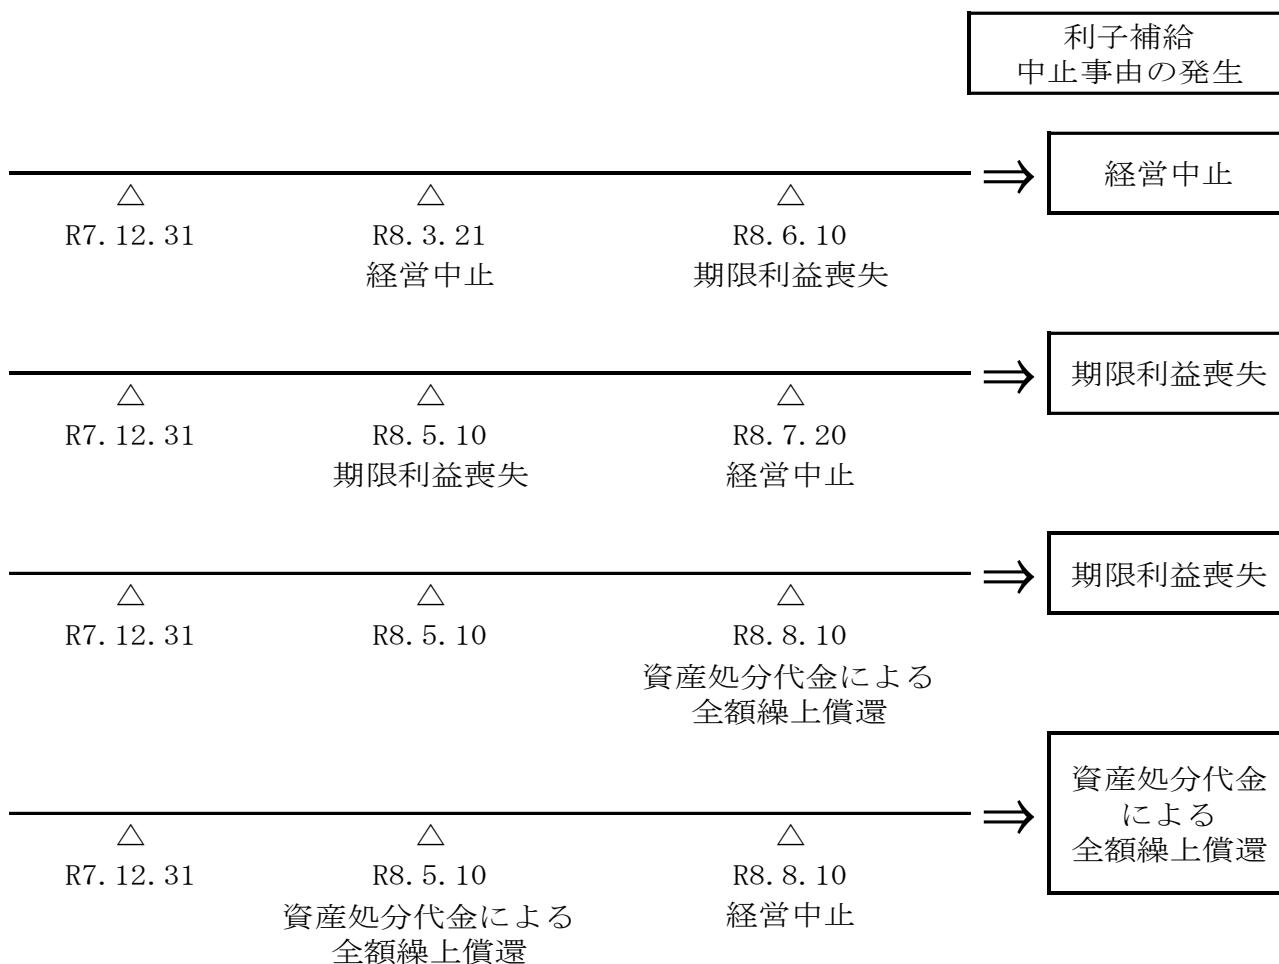 利子補給
中止事由の発生
⇒ 経営中止
△ △ △
R7.12.31 R8.3.21 R8.6.10
経営中止 期限利益喪失
⇒ 期限利益喪失
△ △ △
R7.12.31 R8.5.10 R8.7.20
期限利益喪失 経営中止
⇒ 期限利益喪失
△ △ △
R7.12.31 R8.5.10 R8.8.10
資産処分代金による
全額繰上償還
資産処分代金
⇒ による
全額繰上償還
△ △ △
R7.12.31 R8.5.10 R8.8.10
資産処分代金による 経営中止
全額繰上償還